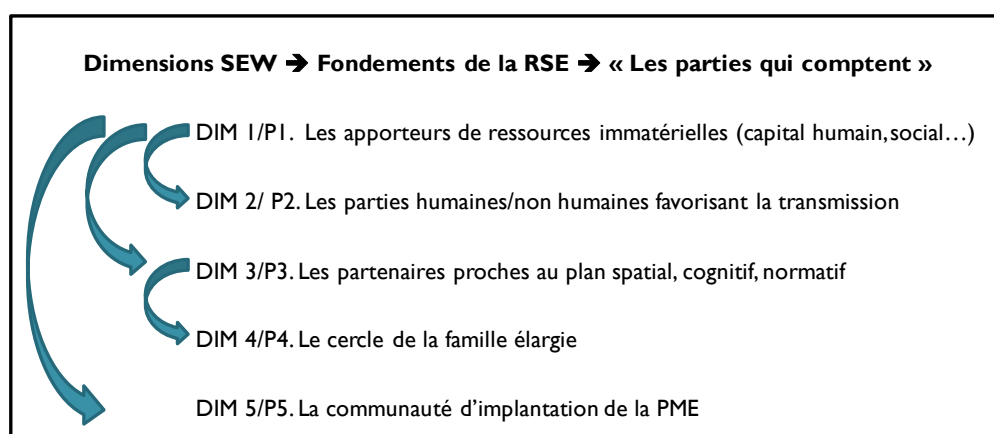 Dimensions SEW ➔ Fondements de la RSE ➔ « Les parties qui comptent »
DIM 1/P1. Les apporteurs de ressources immatérielles (capital humain,social…)
DIM 2/ P2. Les parties humaines/non humaines favorisant la transmission
DIM 3/P3. Les partenaires proches au plan spatial, cognitif, normatif
DIM 4/P4. Le cercle de la famille élargie
DIM 5/P5. La communauté d’implantation de la PME